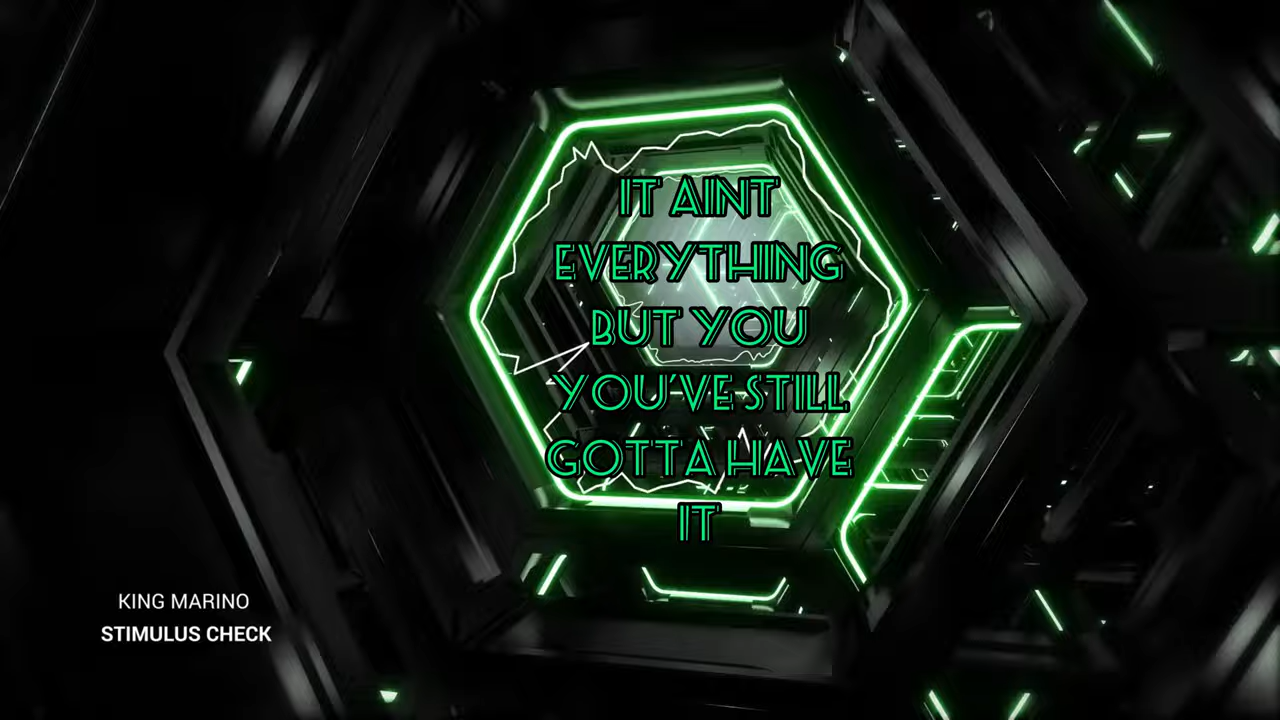 IT AINT
EVERYTHING
BUT YOU
YOU'VE STILL
GOTTA HAVE
IT
KING MARINO
STIMULUS CHECK